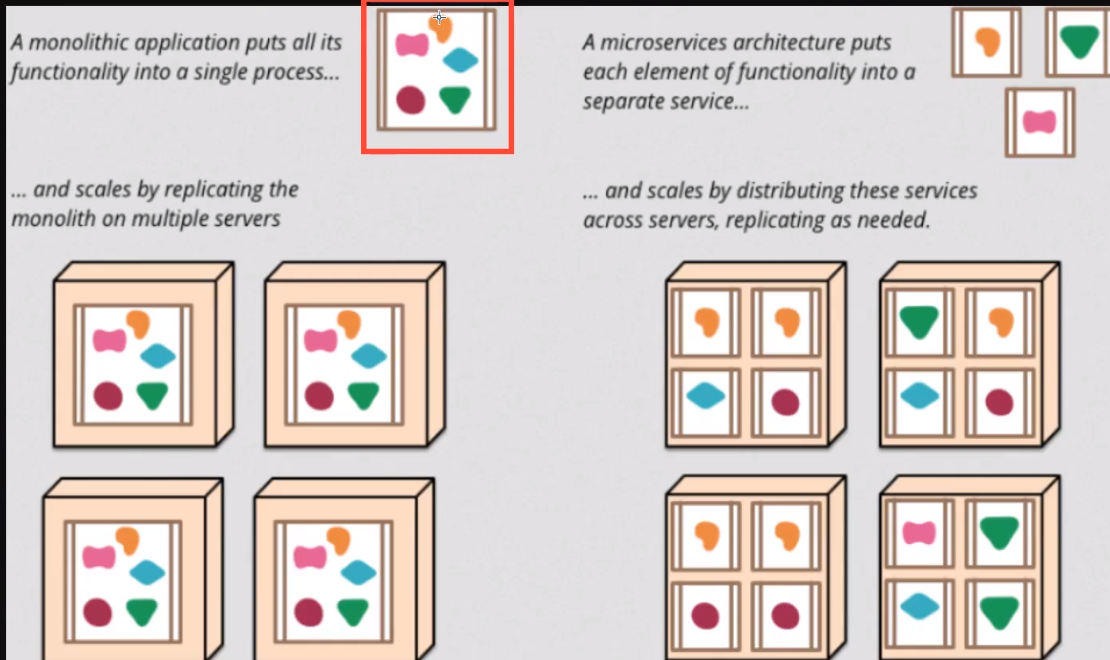 A monolithic application puts all its
functionality into a single process...
... and scales by replicating the
monolith on multiple servers
A microservices architecture puts
each element of functionality into a
separate service...
... and scales by distributing these services
across servers, replicating as needed.